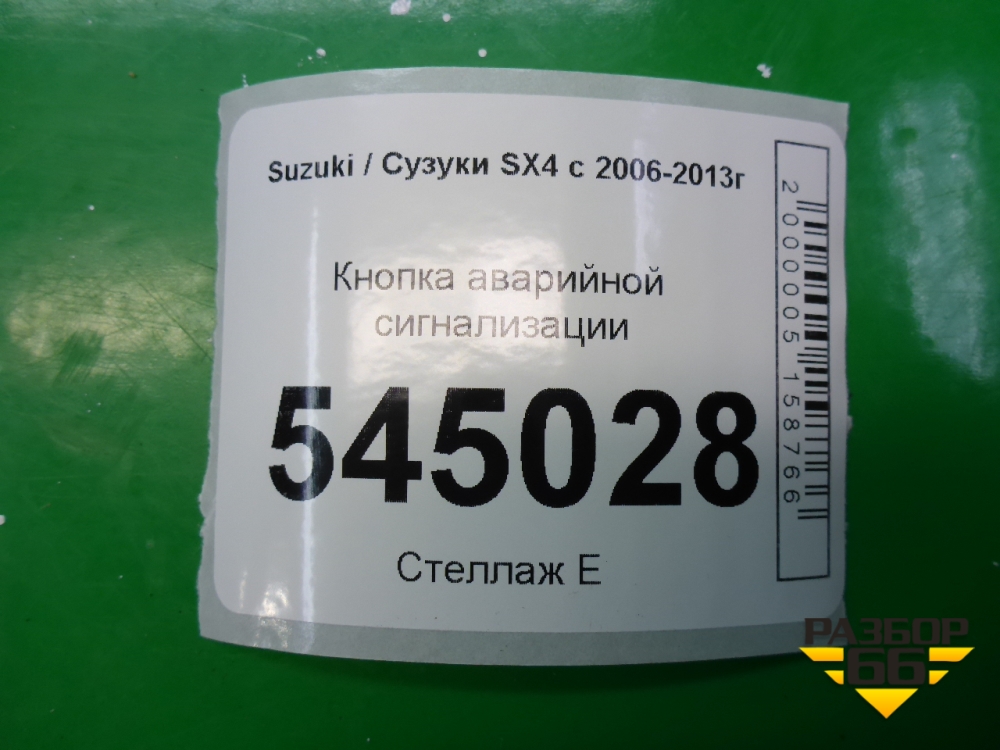 Suzuki / Сузуки SX4 с 2006-2013г
Кнопка аварийной
сигнализации
545028
Стеллаж Е
2000005158766
РАЗБОР
66